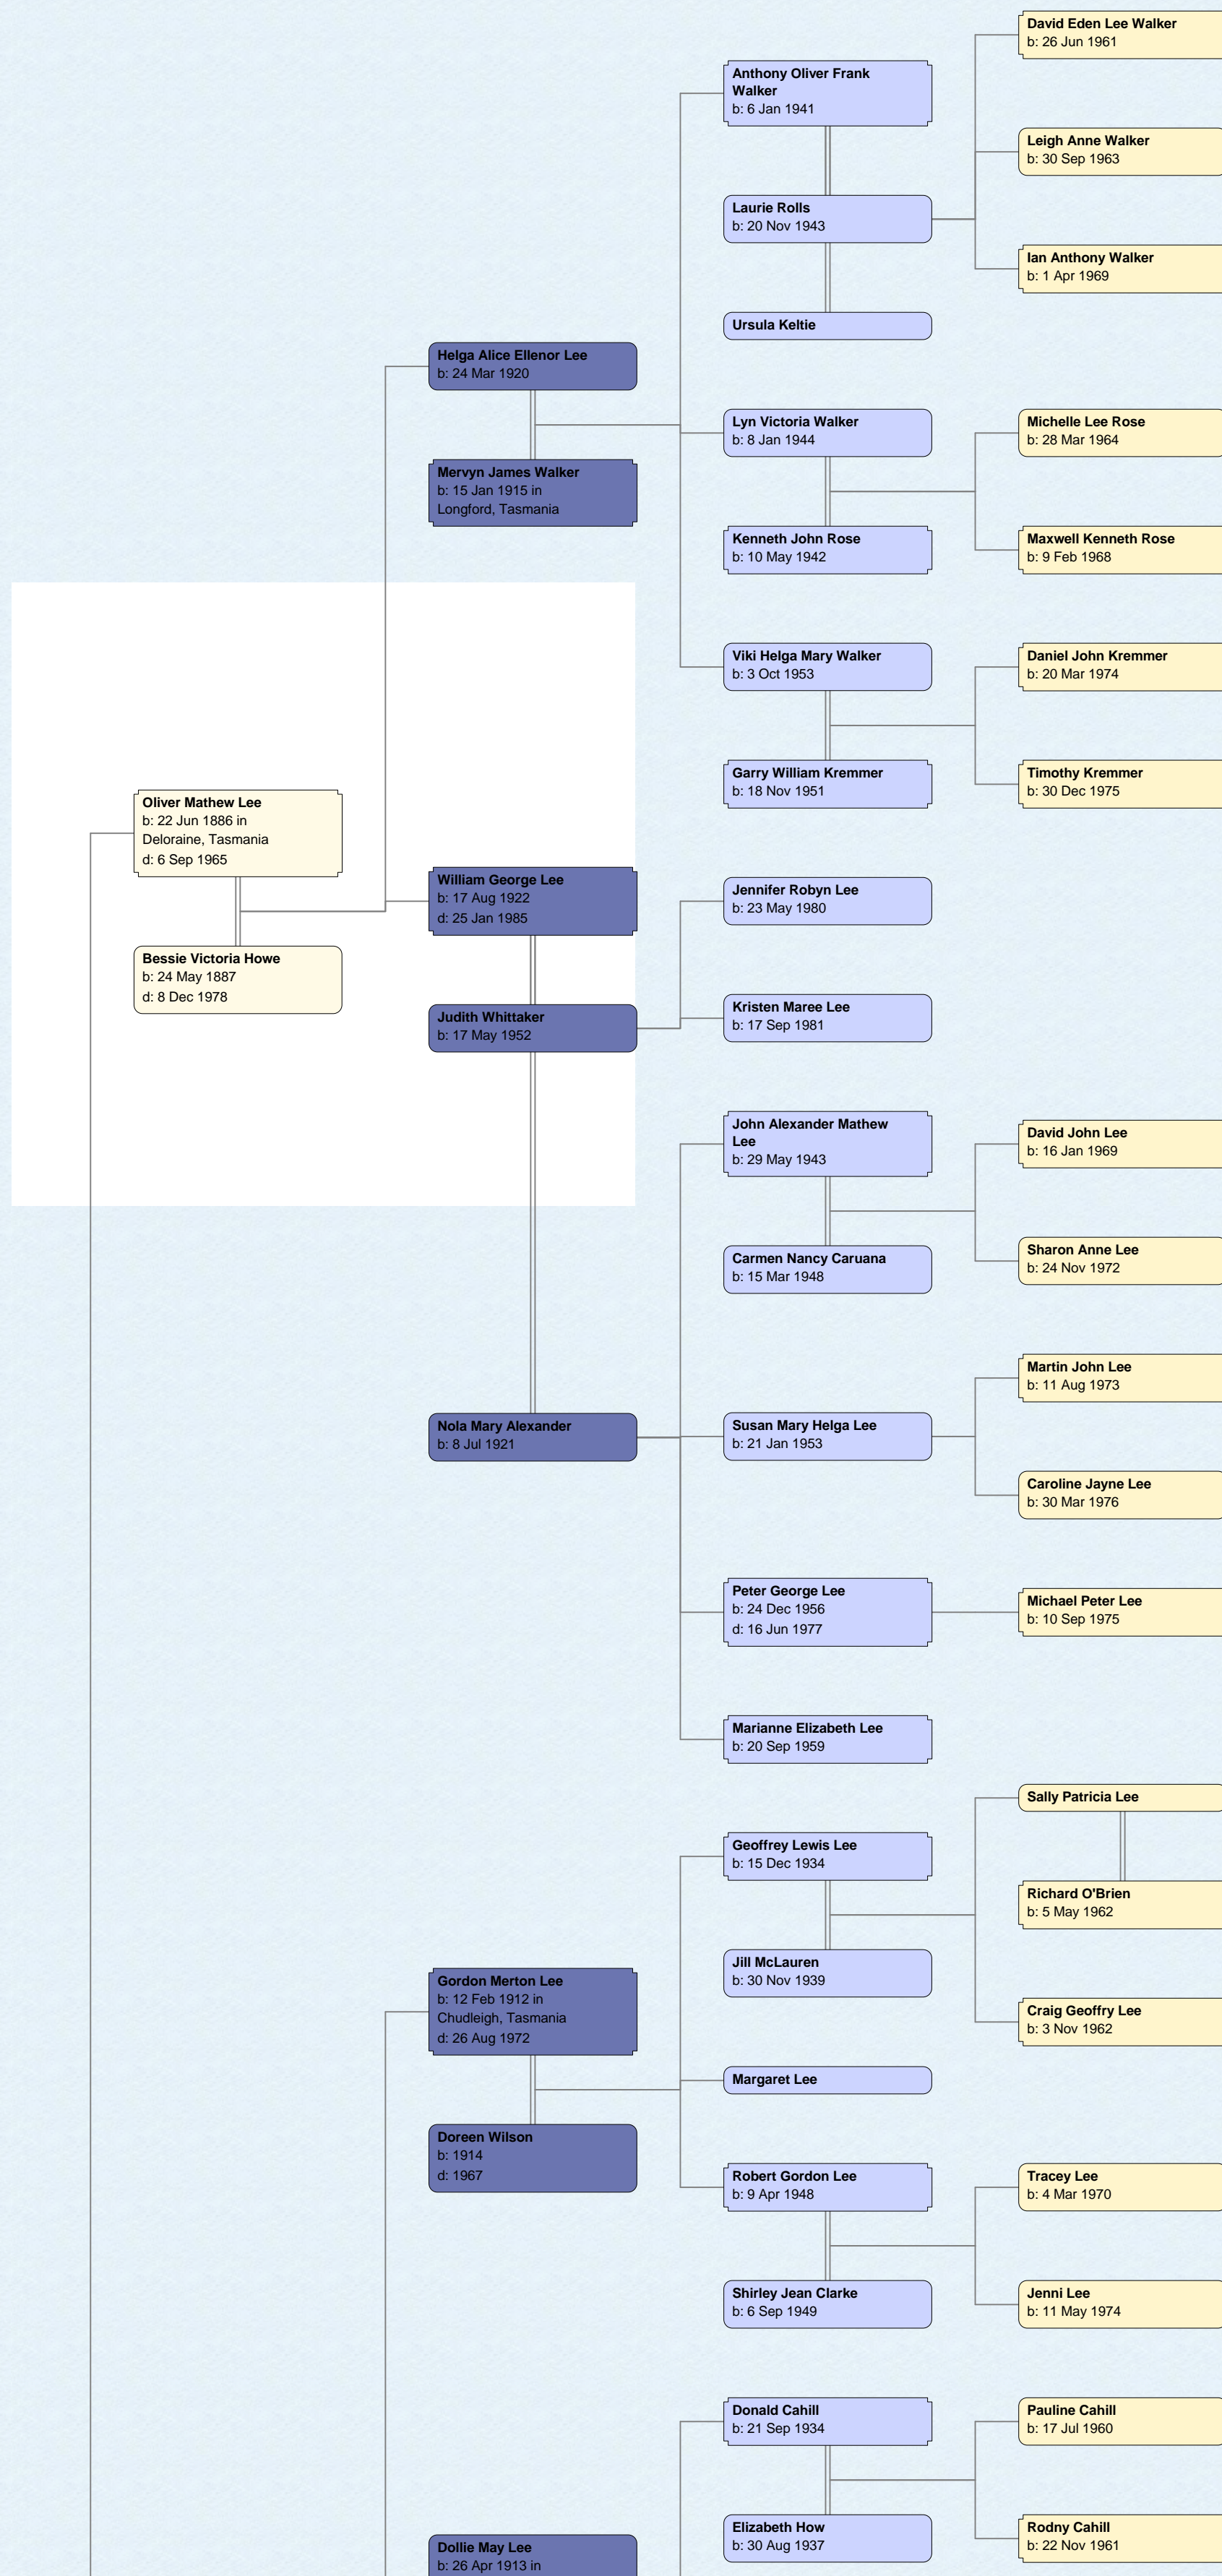 David Eden Lee Walker
b: 26 Jun 1961
Anthony Oliver Frank
Walker
b: 6 Jan 1941
Leigh Anne Walker
b: 30 Sep 1963
Laurie Rolls
b: 20 Nov 1943
Ian Anthony Walker
b: 1 Apr 1969
Ursula Keltie
Helga Alice Ellenor Lee
b: 24 Mar 1920
Lyn Victoria Walker
b: 8 Jan 1944
Michelle Lee Rose
b: 28 Mar 1964
Mervyn James Walker
b: 15 Jan 1915 in
Longford, Tasmania
Kenneth John Rose
b: 10 May 1942
Maxwell Kenneth Rose
b: 9 Feb 1968
Viki Helga Mary Walker
b: 3 Oct 1953
Daniel John Kremmer
b: 20 Mar 1974
Garry William Kremmer
b: 18 Nov 1951
Timothy Kremmer
b: 30 Dec 1975
Oliver Mathew Lee
b: 22 Jun 1886 in
Deloraine, Tasmania
d: 6 Sep 1965
William George Lee
b: 17 Aug 1922
d: 25 Jan 1985
Jennifer Robyn Lee
b: 23 May 1980
Bessie Victoria Howe
b: 24 May 1887
d: 8 Dec 1978
Judith Whittaker
b: 17 May 1952
Kristen Maree Lee
b: 17 Sep 1981
John Alexander Mathew
Lee
b: 29 May 1943
David John Lee
b: 16 Jan 1969
Carmen Nancy Caruana
b: 15 Mar 1948
Sharon Anne Lee
b: 24 Nov 1972
Martin John Lee
b: 11 Aug 1973
Nola Mary Alexander
b: 8 Jul 1921
Susan Mary Helga Lee
b: 21 Jan 1953
Caroline Jayne Lee
b: 30 Mar 1976
Peter George Lee
b: 24 Dec 1956
d: 16 Jun 1977
Michael Peter Lee
b: 10 Sep 1975
Marianne Elizabeth Lee
b: 20 Sep 1959
Sally Patricia Lee
Geoffrey Lewis Lee
b: 15 Dec 1934
Richard O'Brien
b: 5 May 1962
Jill McLauren
b: 30 Nov 1939
Gordon Merton Lee
b: 12 Feb 1912 in
Chudleigh, Tasmania
d: 26 Aug 1972
Craig Geoffry Lee
b: 3 Nov 1962
Margaret Lee
Doreen Wilson
b: 1914
d: 1967
Robert Gordon Lee
b: 9 Apr 1948
Tracey Lee
b: 4 Mar 1970
Shirley Jean Clarke
b: 6 Sep 1949
Jenni Lee
b: 11 May 1974
Donald Cahill
b: 21 Sep 1934
Pauline Cahill
b: 17 Jul 1960
Elizabeth How
b: 30 Aug 1937
Rodny Cahill
b: 22 Nov 1961
Dollie May Lee
b: 26 Apr 1913 in